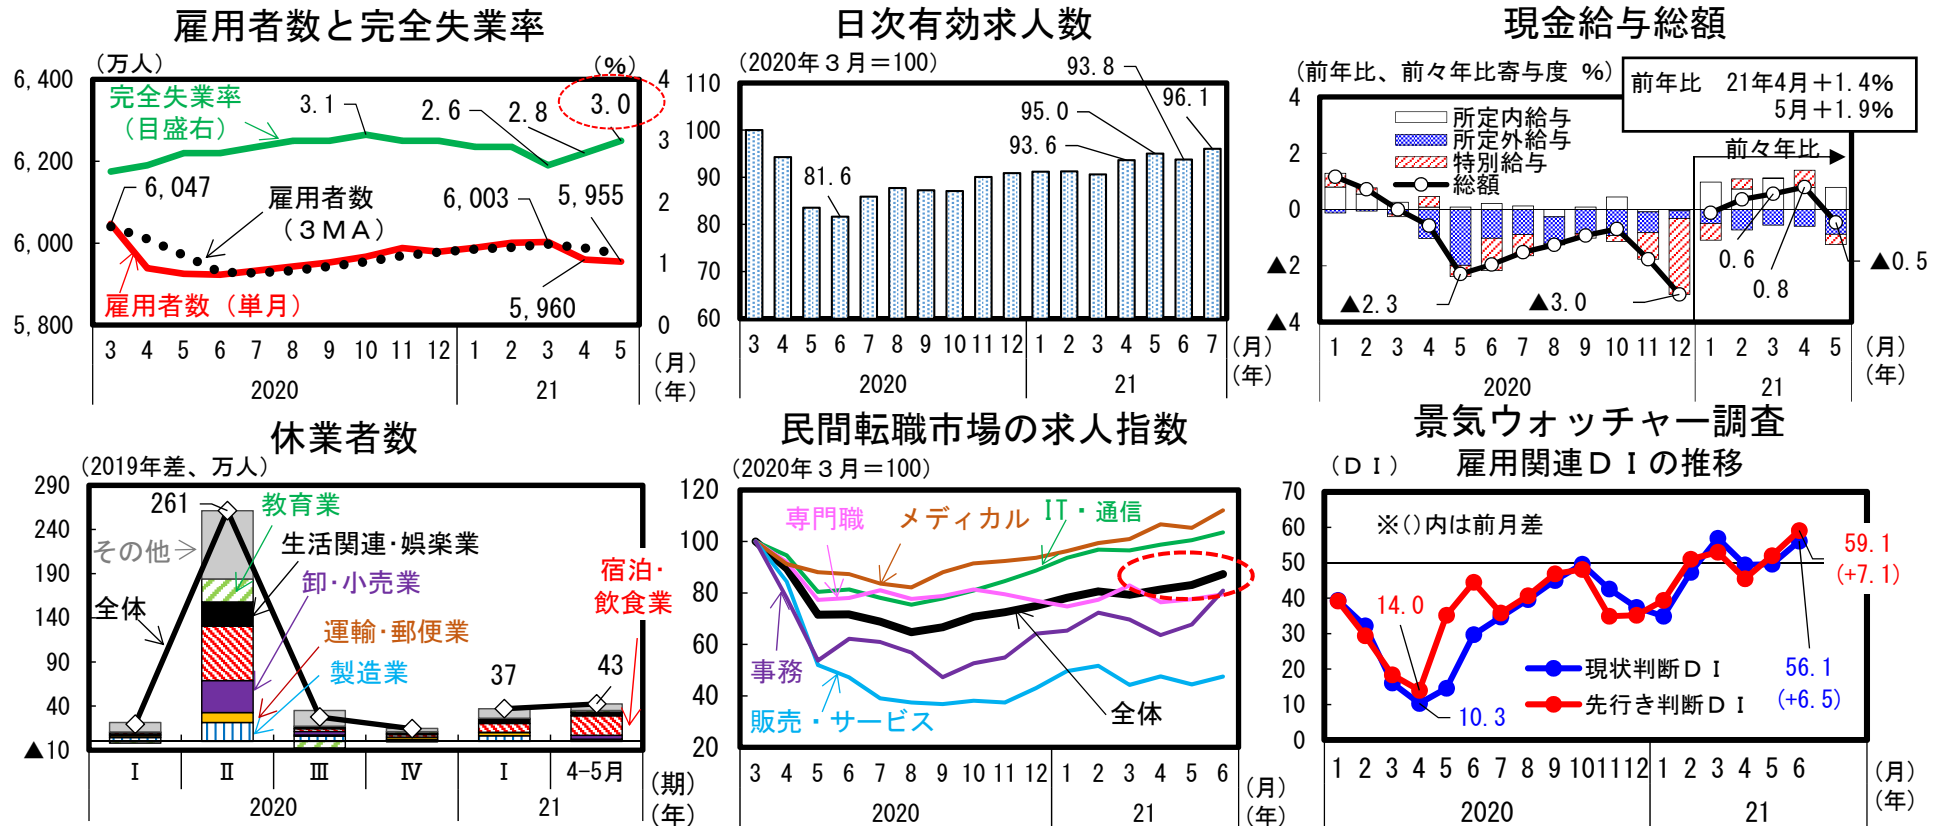 雇用者数と完全失業率
(万人)
(%)
6,400
6,200
6,000
5,800
4
3
2
1
0
完全失業率
(目盛右)
3.1
2.6
2.8
3.0
6,047
雇用者数
(3MA)
6,003
5,955
雇用者数(単月)
5,960
3 4 5 6 7 8 9 10 11 12 1 2 3 4 5
(月)
2020 21
(年)
日次有効求人数
(2020年3月=100)
110
100
90
80
70
60
81.6
93.6
95.0
93.8
96.1
3 4 5 6 7 8 9 10 11 12 1 2 3 4 5 6 7
(月)
2020 21
(年)
現金給与総額
(前年比、前々年比寄与度 %)
前年比 21年4月+1.4%
5月+1.9%
4
2
0
▲2
▲4
所定内給与
所定外給与
特別給与
総額
前々年比
▲2.3
▲3.0
0.6
0.8
▲0.5
1 2 3 4 5 6 7 8 9 10 11 12 1 2 3 4 5
(月)
2020 21
(年)
休業者数
(2019年差、万人)
290
240
190
140
90
40
▲10
261
教育業
その他
生活関連・娯楽業
卸・小売業
宿泊・
飲食業
全体
運輸・郵便業
製造業
37
43
Ⅰ Ⅱ Ⅲ Ⅳ Ⅰ 4-5月
(期)
2020 21
(年)
民間転職市場の求人指数
(2020年3月=100)
120
100
80
60
40
20
専門職
メディカル
IT・通信
事務
販売・サービス
全体
3 4 5 6 7 8 9 10 11 12 1 2 3 4 5 6
(月)
2020 21
(年)
景気ウォッチャー調査
雇用関連DIの推移
(DI)
70
60
50
40
30
20
10
0
※()内は前月差
14.0
10.3
現状判断DI
先行き判断DI
59.1
(+7.1)
56.1
(+6.5)
1 2 3 4 5 6 7 8 9 10 11 12 1 2 3 4 5 6
(月)
2020 21
(年)